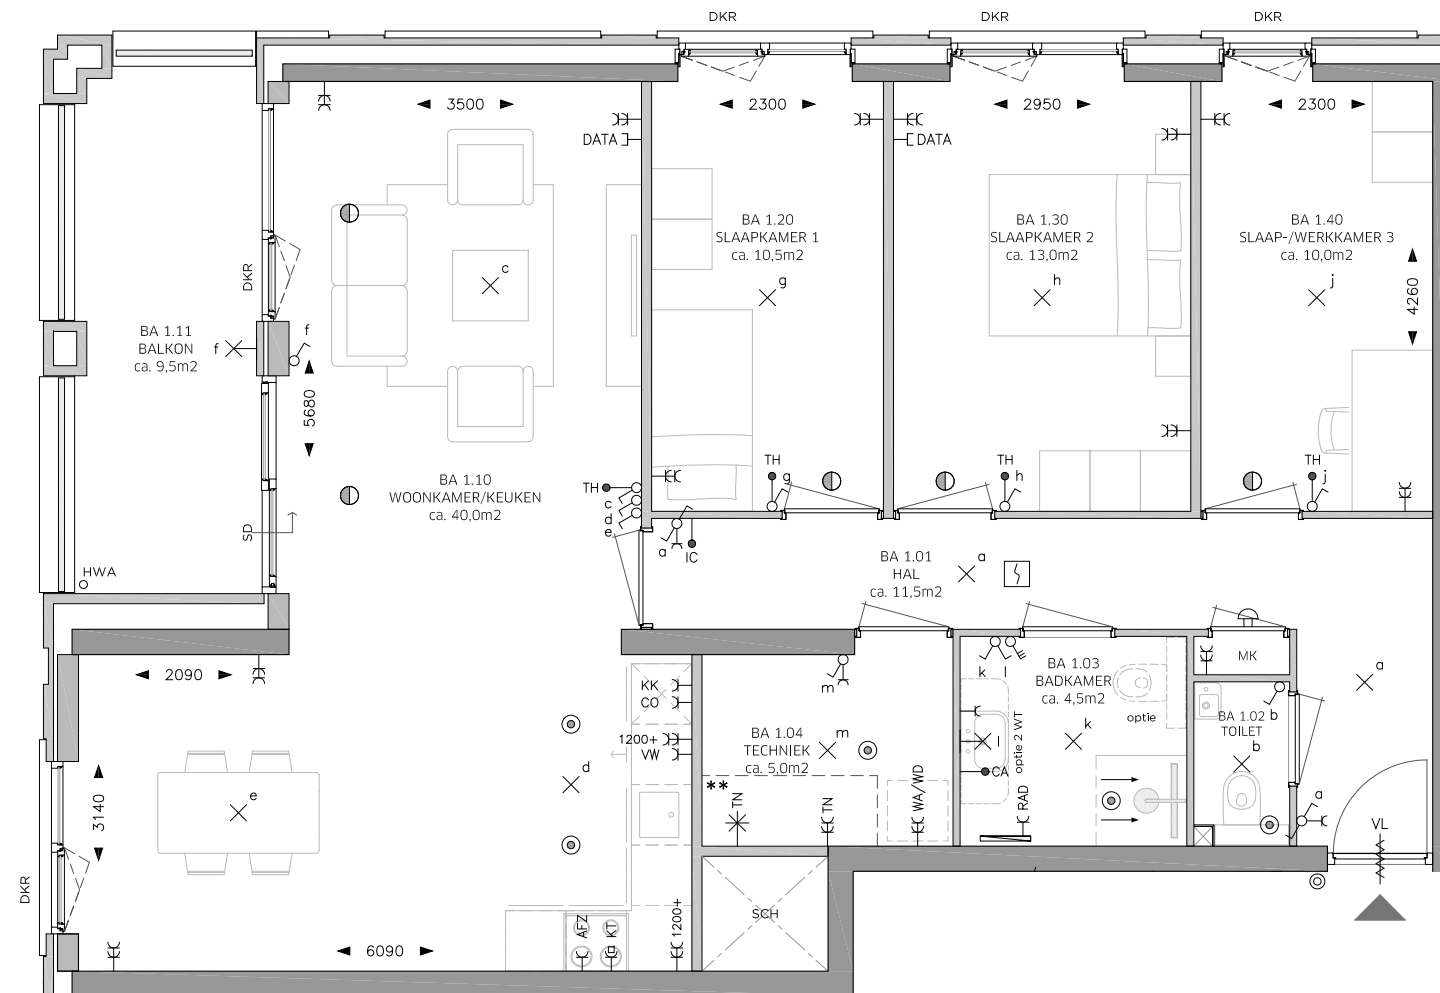 DKR
DKR
DKR
3500
2300
2950
2300
DATA
DATA
BA 1.20
SLAAPKAMER 1
ca. 10,5m2
g
BA 1.30
SLAAPKAMER 2
ca. 13,0m2
h
BA 1.40
SLAAP-/WERKKAMER 3
ca. 10,0m2
j
4260
c
DKR
BA 1.11
BALKON
ca. 9,5m2
f
f
5680
BA 1.10
WOONKAMER/KEUKEN
ca. 40,0m2
TH
c
d
e
TH
g
TH
h
TH
j
SD
a
IC
HWA
BA 1.01
HAL
ca. 11,5m2
a
2090
KK
CO
1200+
VW
m
BA 1.04
TECHNIEK
ca. 5,0m2
m
**
TN
TN
WA/WD
k
l
BA 1.03
BADKAMER
ca. 4,5m2
optie
optie 2 WT
l
k
CA
RAD
MK
BA 1.02
TOILET
b
b
a
a
VL
d
e
3140
DKR
6090
AFZ
KT
1200+
SCH